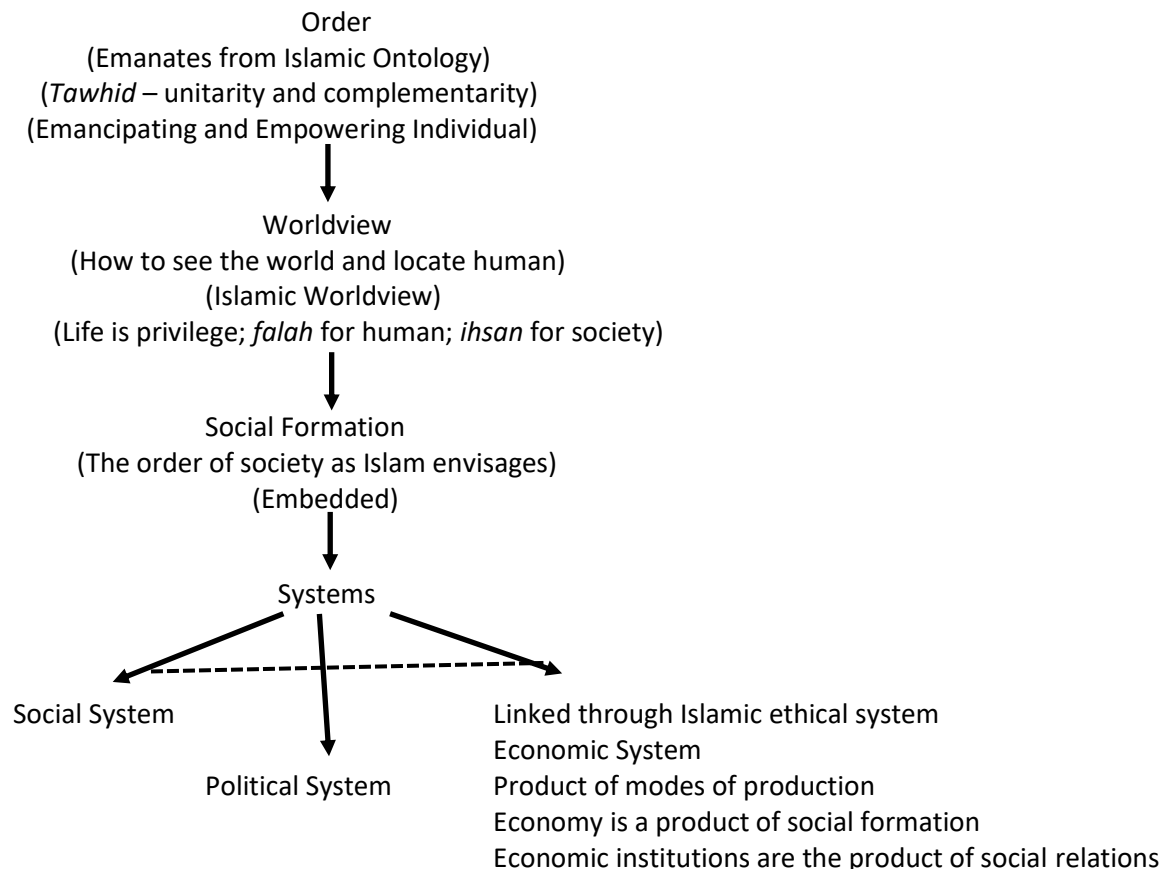 Order
(Emanates from Islamic Ontology)
(Tawhid – unitarity and complementarity)
(Emancipating and Empowering Individual)
Worldview
(How to see the world and locate human)
(Islamic Worldview)
(Life is privilege; falah for human; ihsan for society)
Social Formation
(The order of society as Islam envisages)
(Embedded)
Systems
Social System
Political System
Linked through Islamic ethical system
Economic System
Product of modes of production
Economy is a product of social formation
Economic institutions are the product of social relations